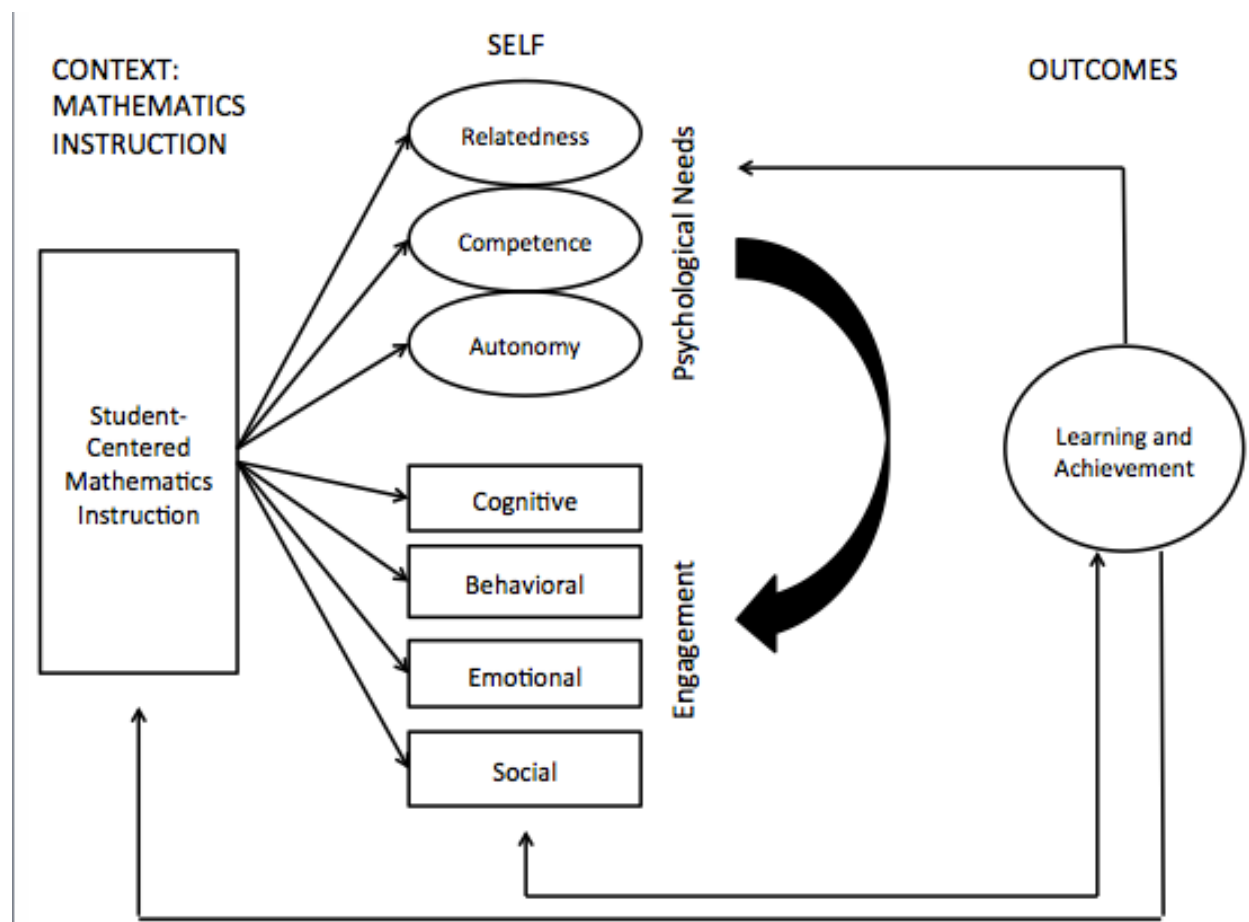 CONTEXT:
MATHEMATICS
INSTRUCTION
SELF
OUTCOMES
Relatedness
Competence
Autonomy
Psychological Needs
Student-
Centered
Mathematics
Instruction
Cognitive
Behavioral
Emotional
Social
Engagement
Learning and
Achievement